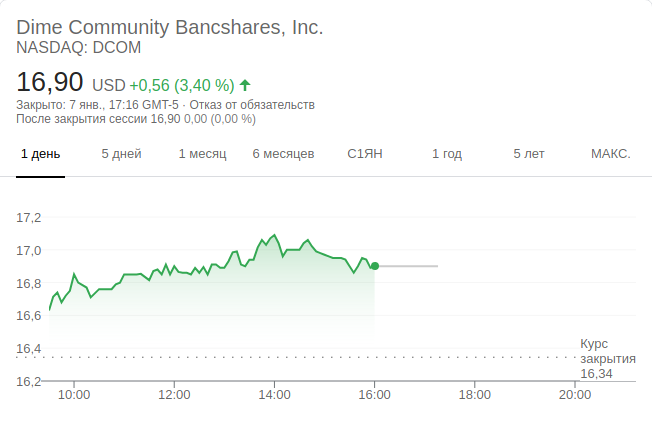 Dime Community Bancshares, Inc.
NASDAQ: DCOM
16,90 USD +0,56 (3,40 %)
Закрыто: 7 янв., 17:16 GMT-5 · Отказ от обязательств
После закрытия сессии 16,90 0,00 (0,00 %)
1 день 5 дней 1 месяц 6 месяцев С1ЯН 1 год 5 лет МАКС.
17,2
17,0
16,8
16,6
16,4
16,2
Курс
закрытия
16,34
10:00 12:00 14:00 16:00 18:00 20:00